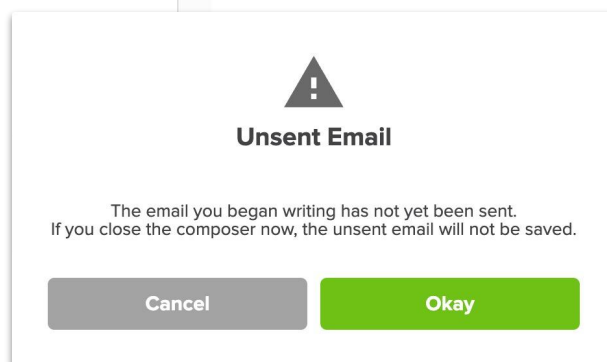 Unsent Email
The email you began writing has not yet been sent.
If you close the composer now, the unsent email will not be saved.
Cancel
Okay